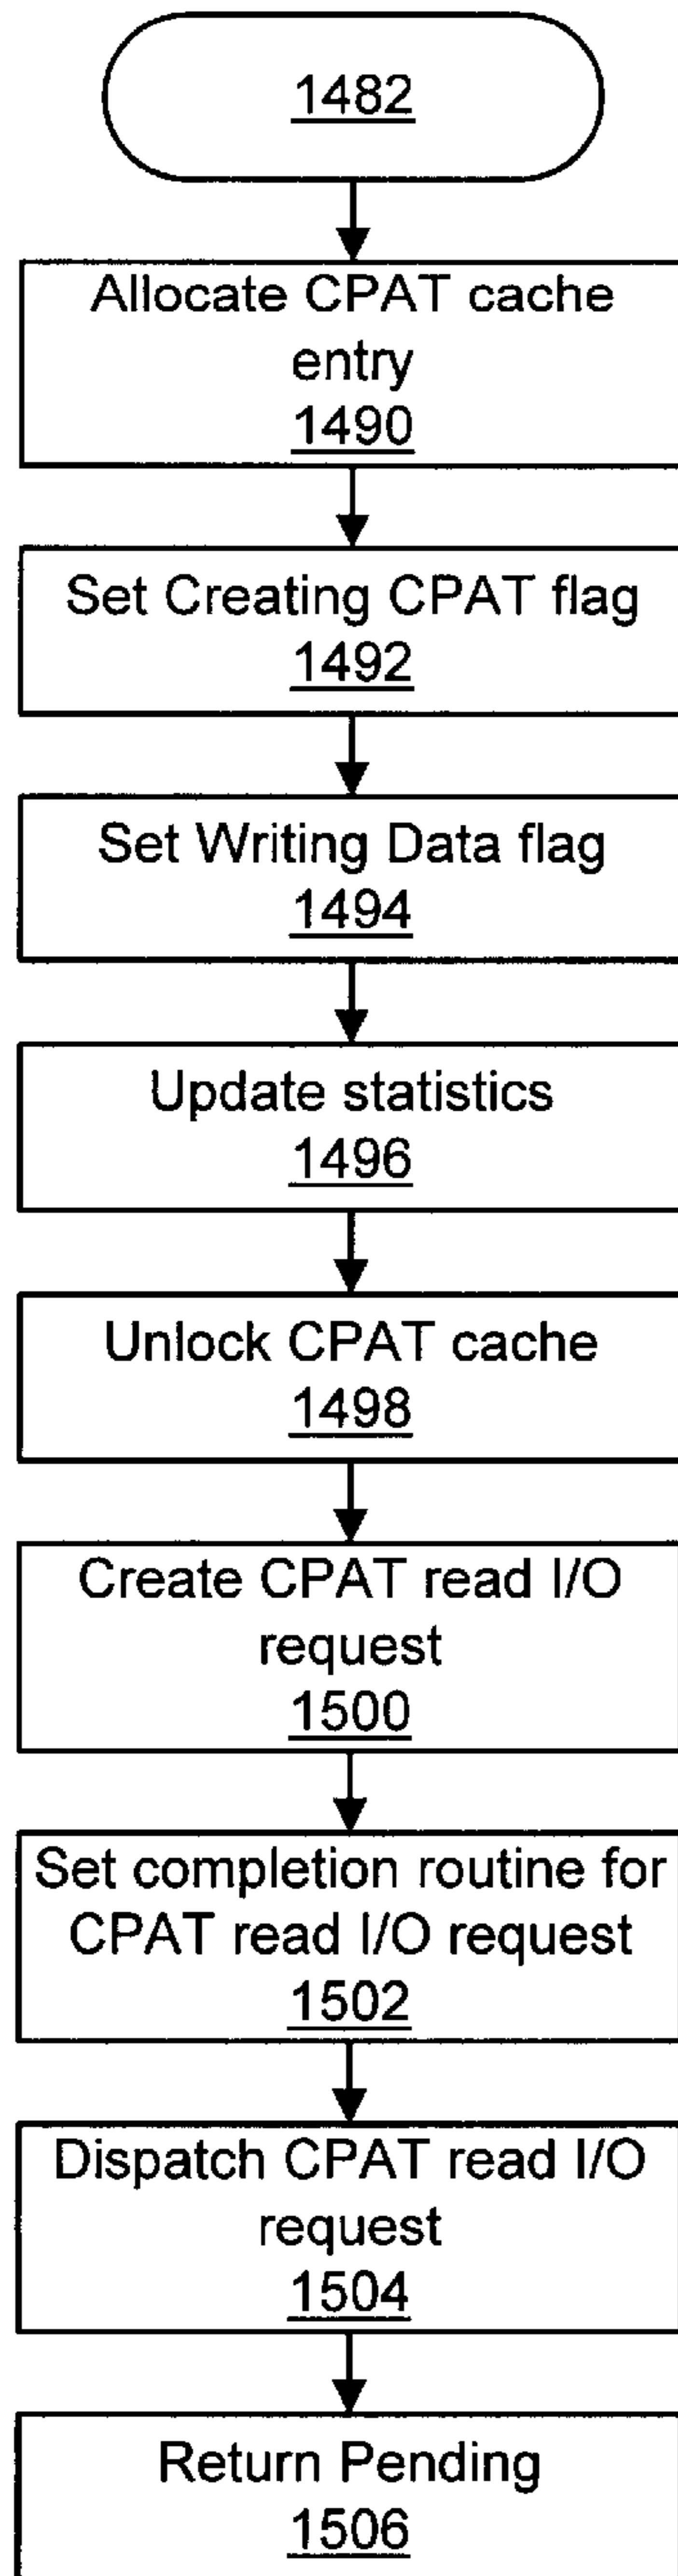 1482
Allocate CPAT cache
entry
1490
Set Creating CPAT flag
1492
Set Writing Data flag
1494
Update statistics
1496
Unlock CPAT cache
1498
Create CPAT read I/O
request
1500
Set completion routine for
CPAT read I/O request
1502
Dispatch CPAT read I/O
request
1504
Return Pending
1506